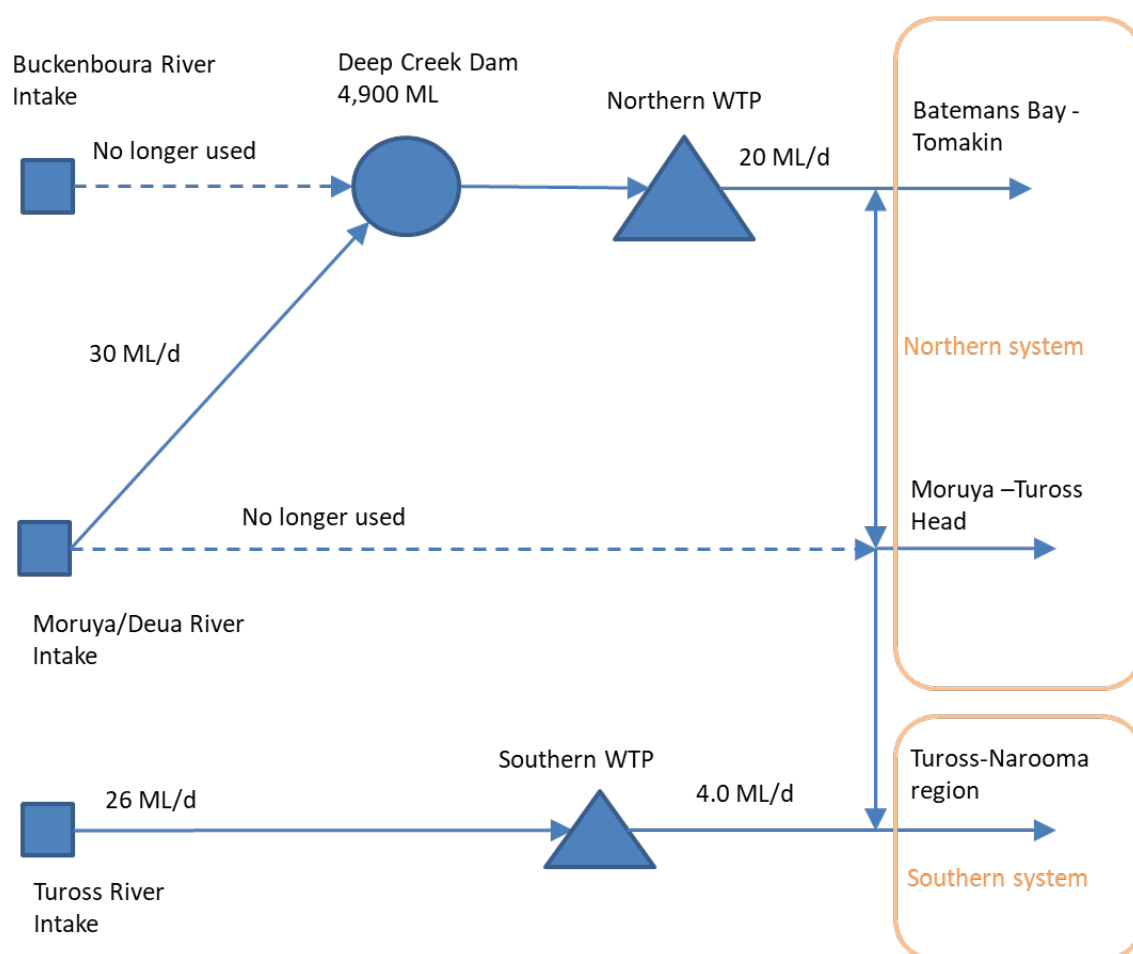 Buckenboura River
Intake
Deep Creek Dam
4,900 ML
Northern WTP
Batemans Bay -
Tomakin
No longer used
20 ML/d
30 ML/d
Northern system
No longer used
Moruya –Tuross
Head
Moruya/Deua River
Intake
Southern WTP
Tuross-Narooma
region
26 ML/d
4.0 ML/d
Southern system
Tuross River
Intake